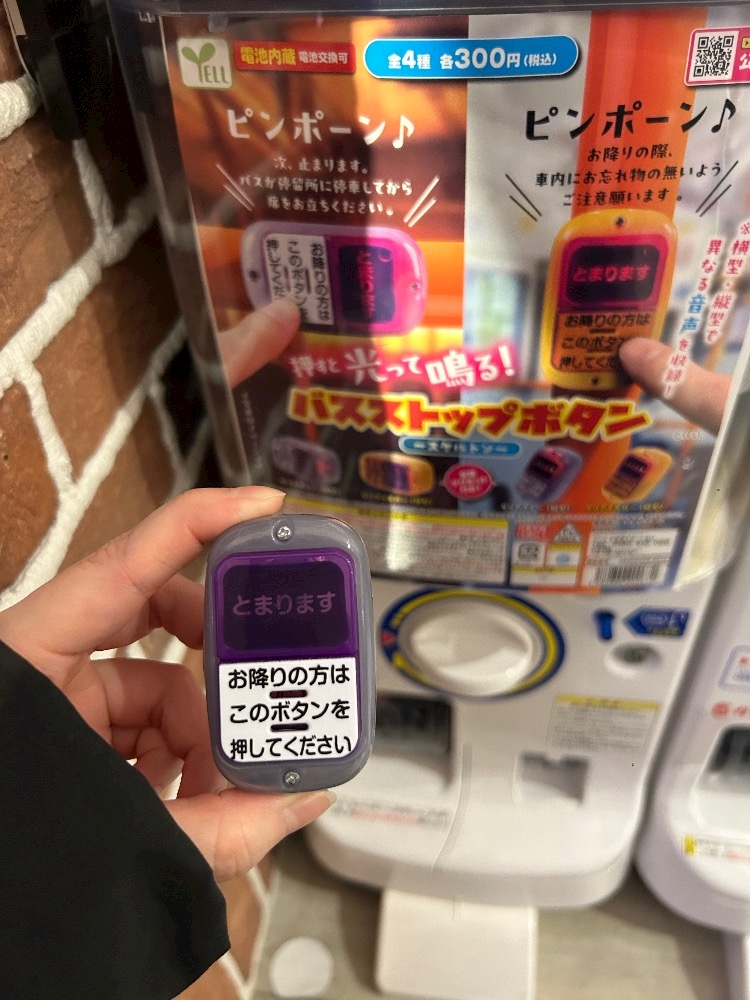 YELL
電池内蔵 電池交換可
全4種 各300円(税込)
ピンポーン♪
次、止まります。
バスが停留所に停車してから
席をお立ちください。
ピンポーン♪
お降りの際、
車内にお忘れ物の無いよう
ご注意願います。
お降りの方は
このボタンを
押してくだ
とまります
とまります
お降りの方は
このボタ
押してくだ
※横型・縦型で
異なる音声を収録!
押すと光って鳴る!
バスストップボタン
ースケルトンー
とまります
お降りの方は
このボタンを
押してください